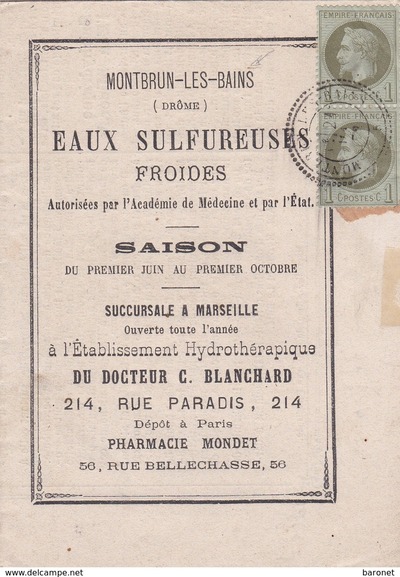 EMPIRE FRANÇAIS
1
MONTBRUN-LES-BAINS
(DRÔME)
EAUX SULFUREUSES
FROIDES
Autorisées par l'Académie de Médecine et par l'État.
SAISON
DU PREMIER JUIN AU PREMIER OCTOBRE
SUCCURSALE A MARSEILLE
Ouverte toute l'année
à l'Établissement Hydrothérapique
DU DOCTEUR C. BLANCHARD
214, RUE PARADIS, 214
Dépôt à Paris
PHARMACIE MONDET
56, RUE BELLECHASSE, 56
EMPIRE FRANÇAIS
1 C POSTES C 1
baronet
delcampe.net